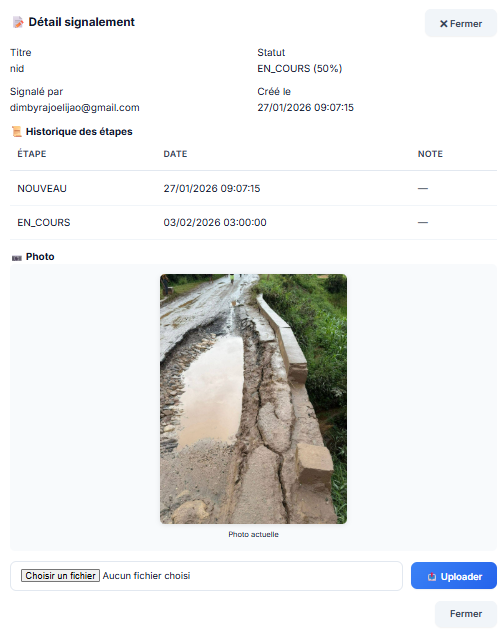 Détail signalement
× Fermer
Titre
nid
Statut
EN_COURS (50%)
Signalé par
dimbyrajoelijao@gmail.com
Créé le
27/01/2026 09:07:15
Historique des étapes
ÉTAPE DATE NOTE
NOUVEAU 27/01/2026 09:07:15 —
EN_COURS 03/02/2026 03:00:00 —
Photo
Photo actuelle
Choisir un fichier Aucun fichier choisi
Uploader
Fermer